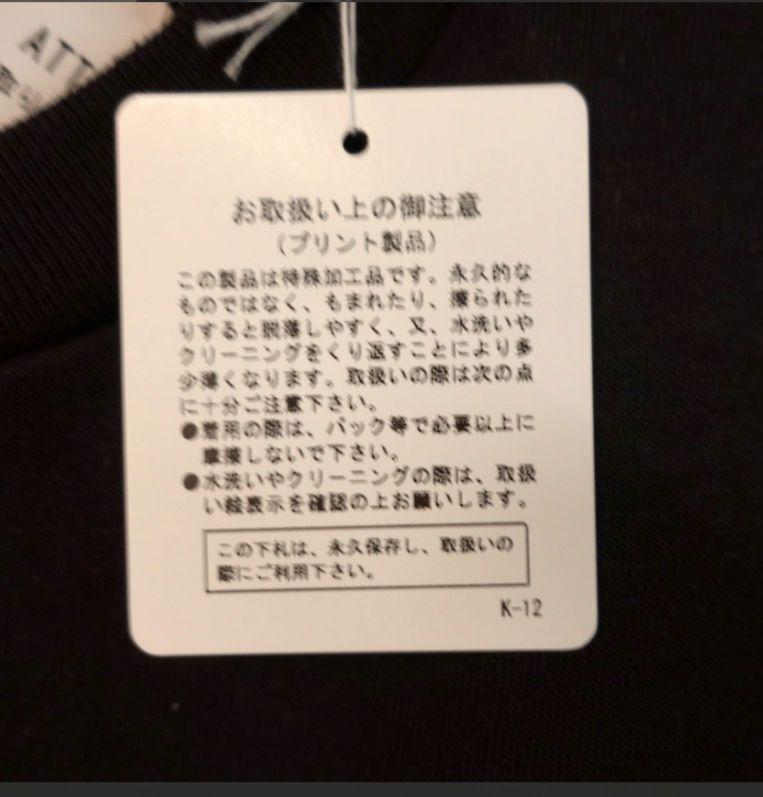 ATT
お取扱い上の御注意
(プリント製品)
この製品は特殊加工品です。永久的な
ものではなく、もまれたり、擦られた
りすると脱落しやすく、又、水洗いや
クリーニングをくり返すことにより多
少薄くなります。取扱いの際は次の点
に十分ご注意下さい。
●着用の際は、バック等で必要以上に
摩擦しないで下さい。
●水洗いやクリーニングの際は、取扱
い絵表示を確認の上お願いします。
この下札は、永久保存し、取扱いの
際にご利用下さい。
K-12